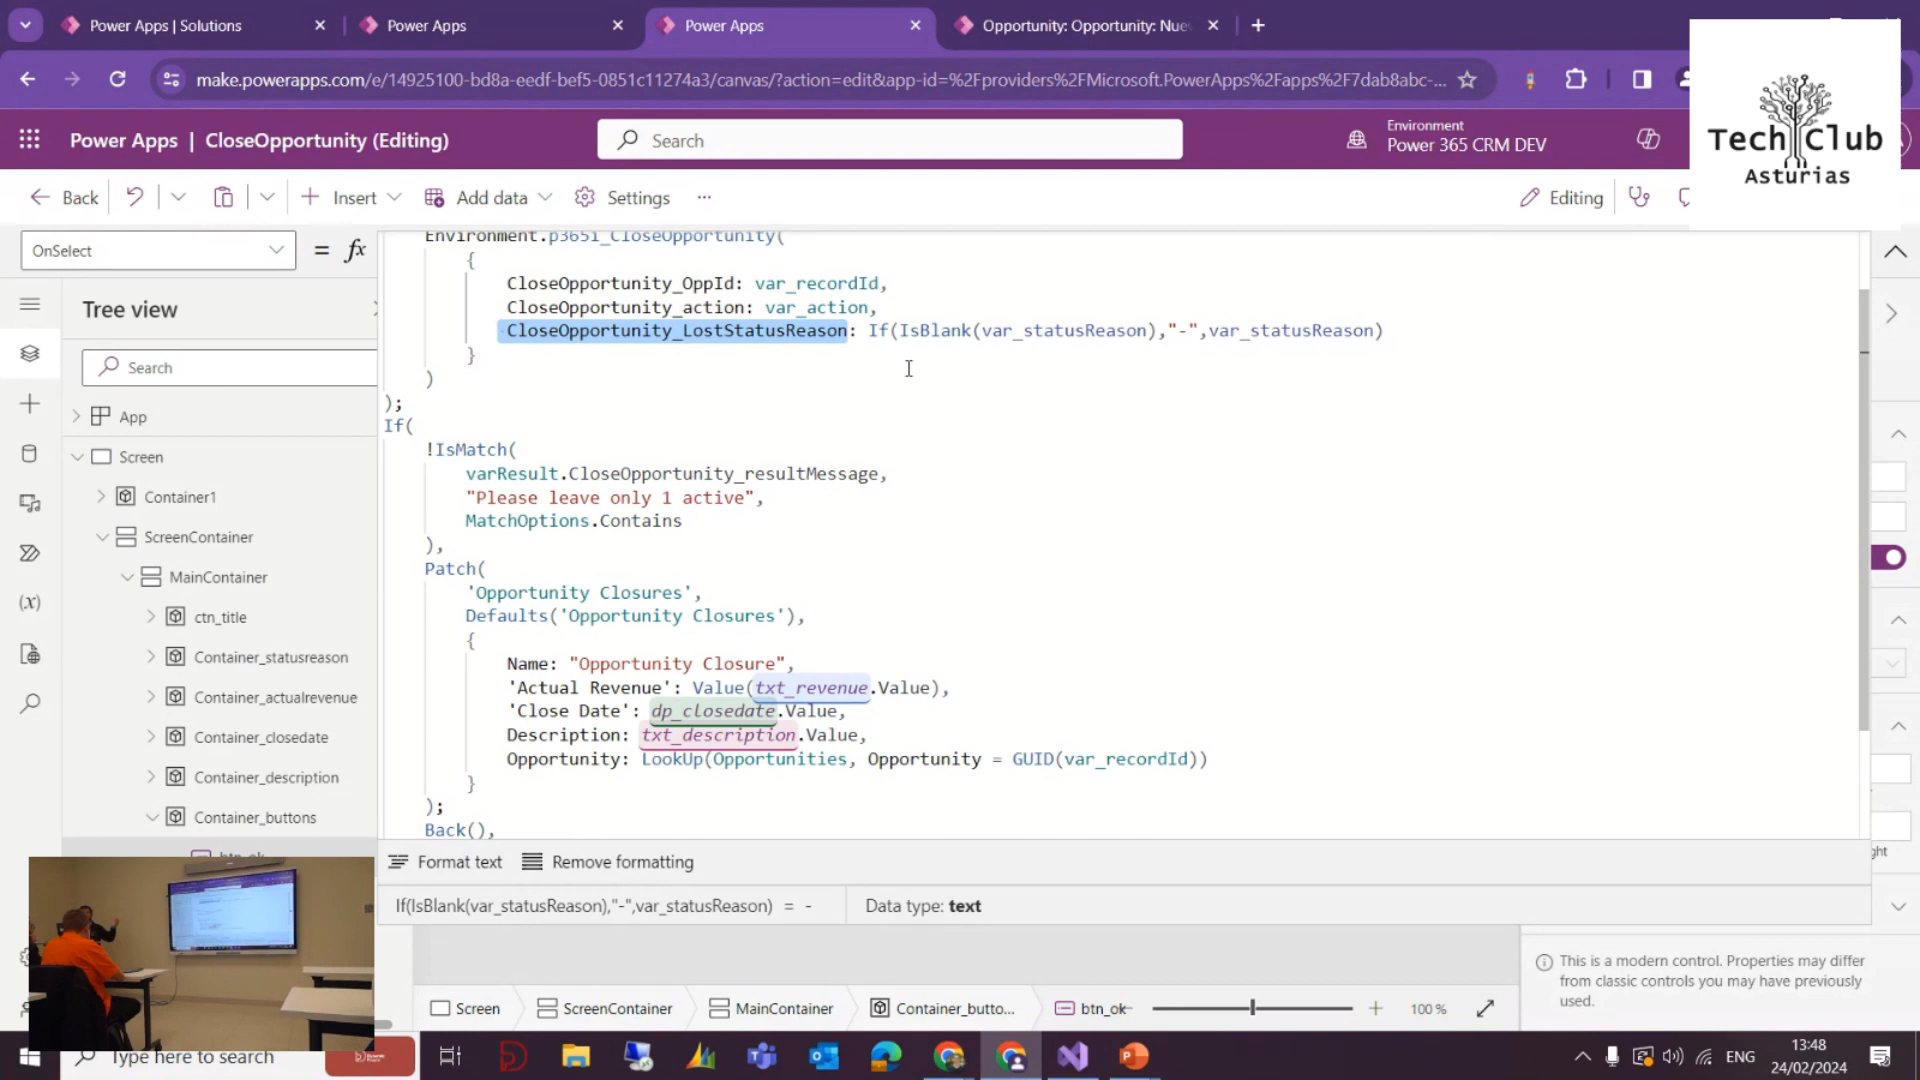 Power Apps | Solutions
Power Apps
Power Apps
Opportunity: Opportunity: Nue
make.powerapps.com/e/14925100-bd8a-eedf-bef5-0851c11274a3/canvas/?action=edit&app-id=%2Fproviders%2FMicrosoft.PowerApps%2Fapps%2F7dab8abc-...
Tech Club
Asturias
Power Apps | CloseOpportunity (Editing)
Search
Environment
Power 365 CRM DEV
Back
Insert
Add data
Settings
...
Editing
OnSelect
= fx
Environment.p365i_CloseOpportunity(
{
CloseOpportunity_OppId: var_recordId,
CloseOpportunity_action: var_action,
CloseOpportunity_LostStatusReason: If(IsBlank(var_statusReason),"-",var_statusReason)
}
)
);
If(
!IsMatch(
varResult.CloseOpportunity_resultMessage,
"Please leave only 1 active",
MatchOptions.Contains
),
Patch(
'Opportunity Closures',
Defaults('Opportunity Closures'),
{
Name: "Opportunity Closure",
'Actual Revenue': Value(txt_revenue.Value),
'Close Date': dp_closedate.Value,
Description: txt_description.Value,
Opportunity: LookUp(Opportunities, Opportunity = GUID(var_recordId))
}
);
Back(),
Tree view
Search
App
Screen
Container1
ScreenContainer
MainContainer
ctn_title
Container_statusreason
Container_actualrevenue
Container_closedate
Container_description
Container_buttons
btn_ok
Format text
Remove formatting
If(IsBlank(var_statusReason),"-",var_statusReason) = -
Data type: text
ght
This is a modern control. Properties may differ
from classic controls you may have previously
used.
Screen
ScreenContainer
MainContainer
Container_butto...
btn_ok
100 %
Type here to search
ENG
13:48
24/02/2024